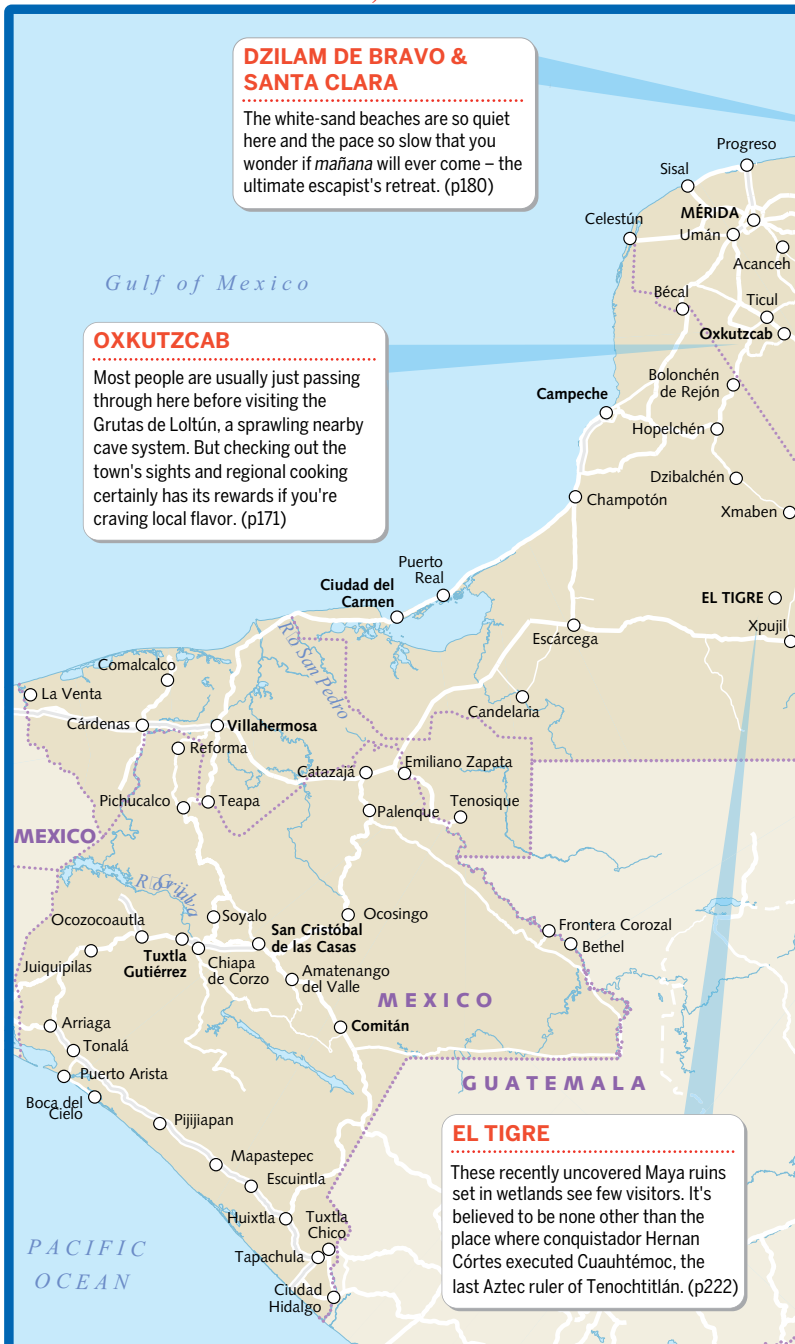 DZILAM DE BRAVO &
SANTA CLARA
The white-sand beaches are so quiet
here and the pace so slow that you
wonder if mañana will ever come – the
ultimate escapist's retreat. (p180)
Progreso
Sisal
MÉRIDA
Celestún
Umán
Acanceh
Gulf of Mexico
Bécal
Ticul
Oxkutzcab
OXKUTZCAB
Most people are usually just passing
through here before visiting the
Grutas de Loltún, a sprawling nearby
cave system. But checking out the
town's sights and regional cooking
certainly has its rewards if you're
craving local flavor. (p171)
Bolonchén
de Rejón
Campeche
Hopelchén
Dzibalchén
Champotón
Xmaben
Puerto
Real
Ciudad del
Carmen
EL TIGRE
Xpujil
Escárcega
Río San Pedro
Comalcalco
La Venta
Candelaria
Cárdenas
Villahermosa
Reforma
Catazajá
Emiliano Zapata
Pichucalco
Teapa
Palenque
Tenosique
MEXICO
Río Grijalva
Ocozocoautla
Soyalo
Ocosingo
San Cristóbal
de las Casas
Frontera Corozal
Bethel
Juiquipilas
Tuxtla
Gutiérrez
Chiapa
de Corzo
Amatenango
del Valle
MEXICO
Arriaga
Comitán
Tonalá
Puerto Arista
GUATEMALA
Boca del
Cielo
Pijijiapan
EL TIGRE
These recently uncovered Maya ruins
set in wetlands see few visitors. It's
believed to be none other than the
place where conquistador Hernan
Córtes executed Cuauhtémoc, the
last Aztec ruler of Tenochtitlán. (p222)
Mapastepec
Escuintla
Huixtla
Tuxtla
Chico
PACIFIC
OCEAN
Tapachula
Ciudad
Hidalgo